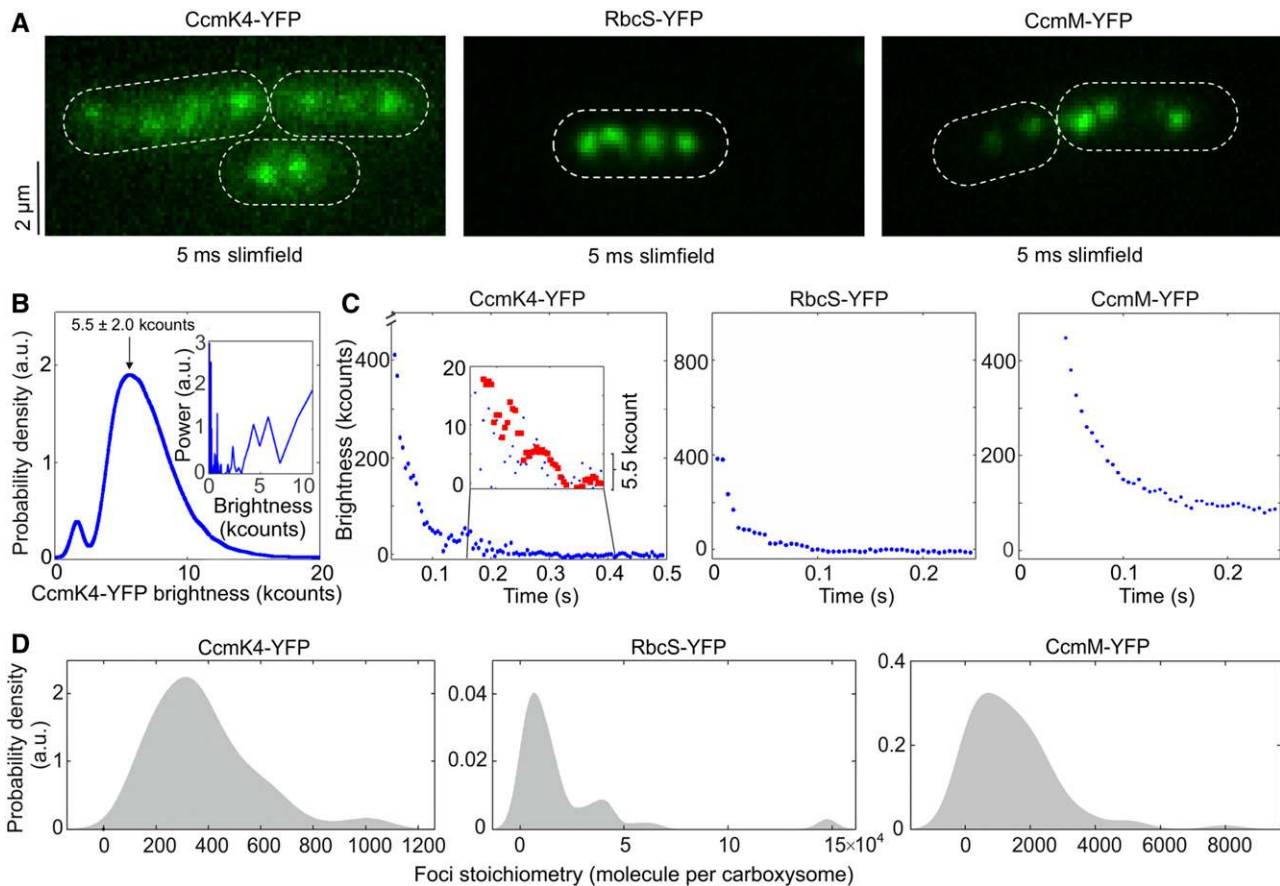 A
CcmK4-YFP
RbcS-YFP
CcmM-YFP
2 µm
5 ms slimfield
5 ms slimfield
5 ms slimfield
B
5.5 ± 2.0 kcounts
Probability density (a.u.)
2
1
0
0
10
20
CcmK4-YFP brightness (kcounts)
Power (a.u.)
3
2
1
0
0
5
10
Brightness
(kcounts)
C
CcmK4-YFP
Brightness (kcounts)
400
200
0
0.1
0.2
0.3
0.4
0.5
Time (s)
20
10
0
5.5 kcount
RbcS-YFP
800
400
0
0
0.1
0.2
Time (s)
CcmM-YFP
400
200
0
0
0.1
0.2
Time (s)
D
CcmK4-YFP
Probability density
(a.u.)
2
1
0
0
200
400
600
800
1000
1200
RbcS-YFP
0.04
0.02
0
0
5
10
15×10⁴
CcmM-YFP
0.4
0.2
0
0
2000
4000
6000
8000
Foci stoichiometry (molecule per carboxysome)